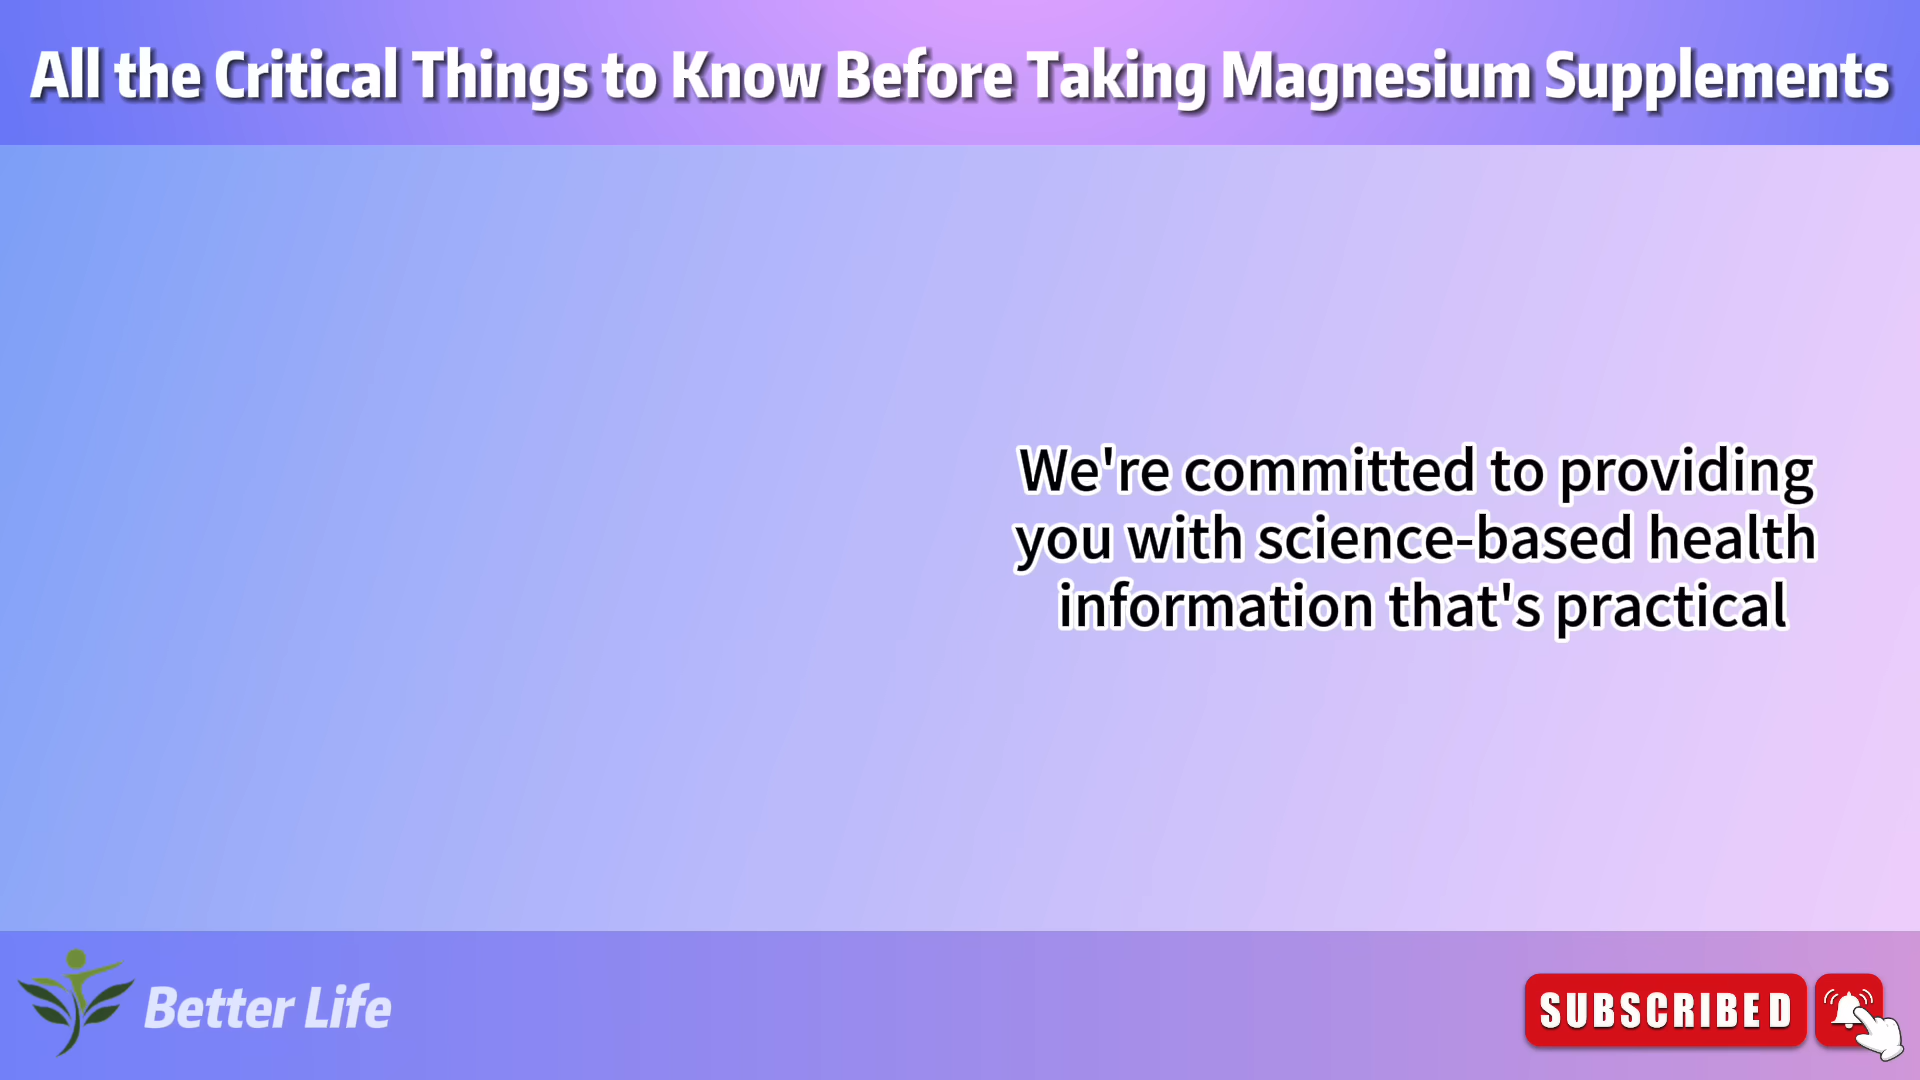 All the Critical Things to Know Before Taking Magnesium Supplements
We're committed to providing
you with science-based health
information that's practical
Better Life
SUBSCRIBED